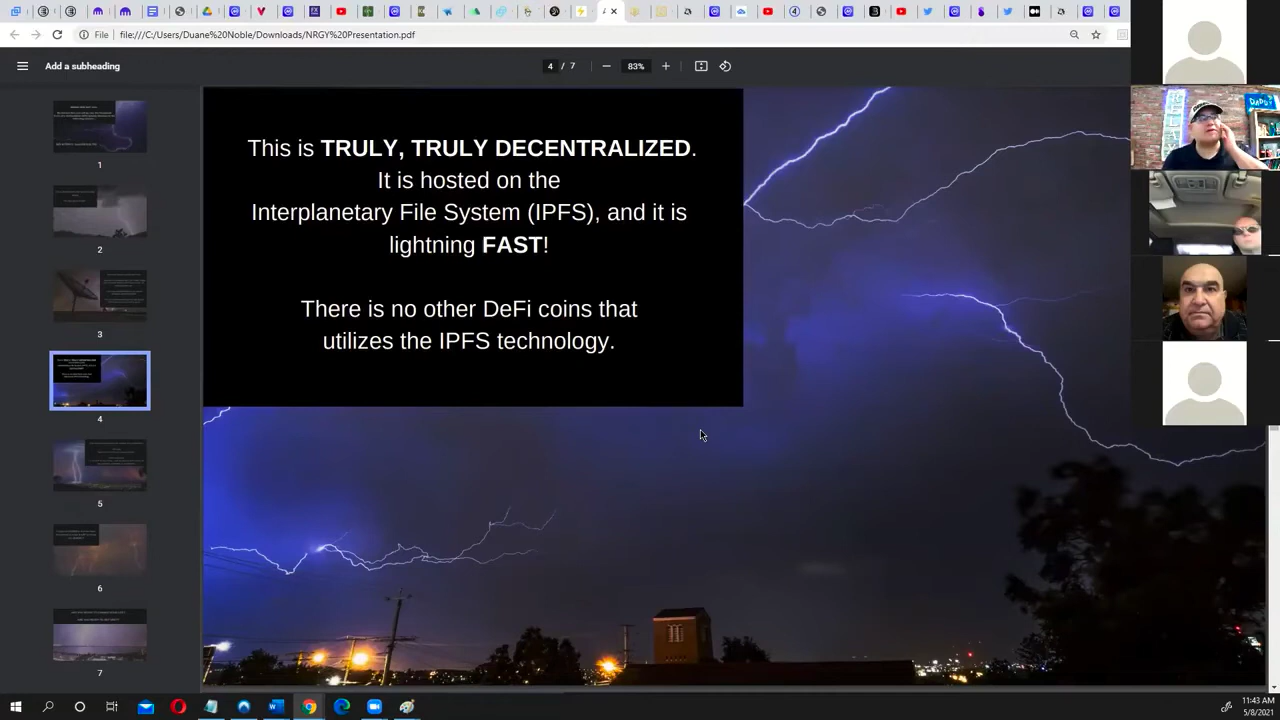 File
file:///C:/Users/Duane%20Noble/Downloads/NRGY%20Presentation.pdf
Add a subheading
4 / 7
83%
This is TRULY, TRULY DECENTRALIZED.
It is hosted on the
Interplanetary File System (IPFS), and it is
lightning FAST!
There is no other DeFi coins that
utilizes the IPFS technology.
1
2
3
4
5
6
7
DADDY
11:43 AM
5/8/2021